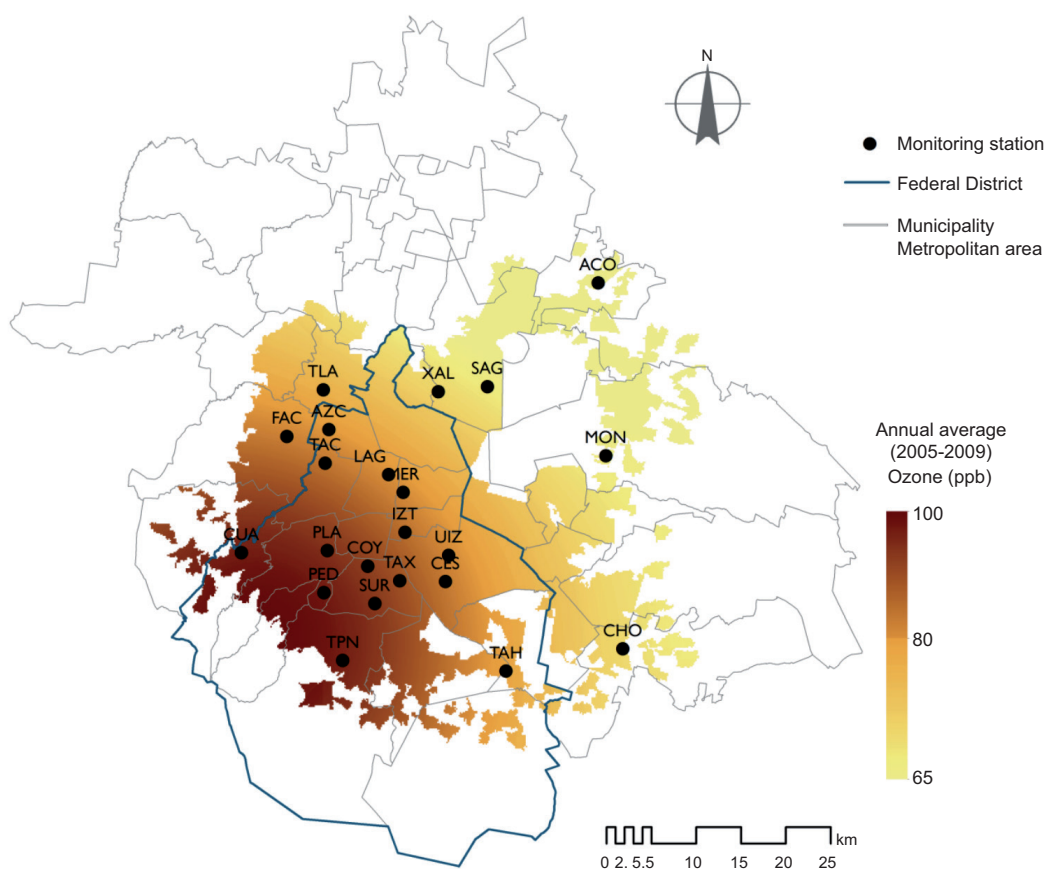 N
Monitoring station
Federal District
Municipality
Metropolitan area
ACO
TLA
XAL
SAG
FAC
AZC
TAC
LAG
MER
MON
IZT
CUA
PLA
COY
UIZ
PED
SUR
TAX
CES
TPN
TAH
CHO
Annual average
(2005-2009)
Ozone (ppb)
100
80
65
km
0 2. 5.5 10 15 20 25